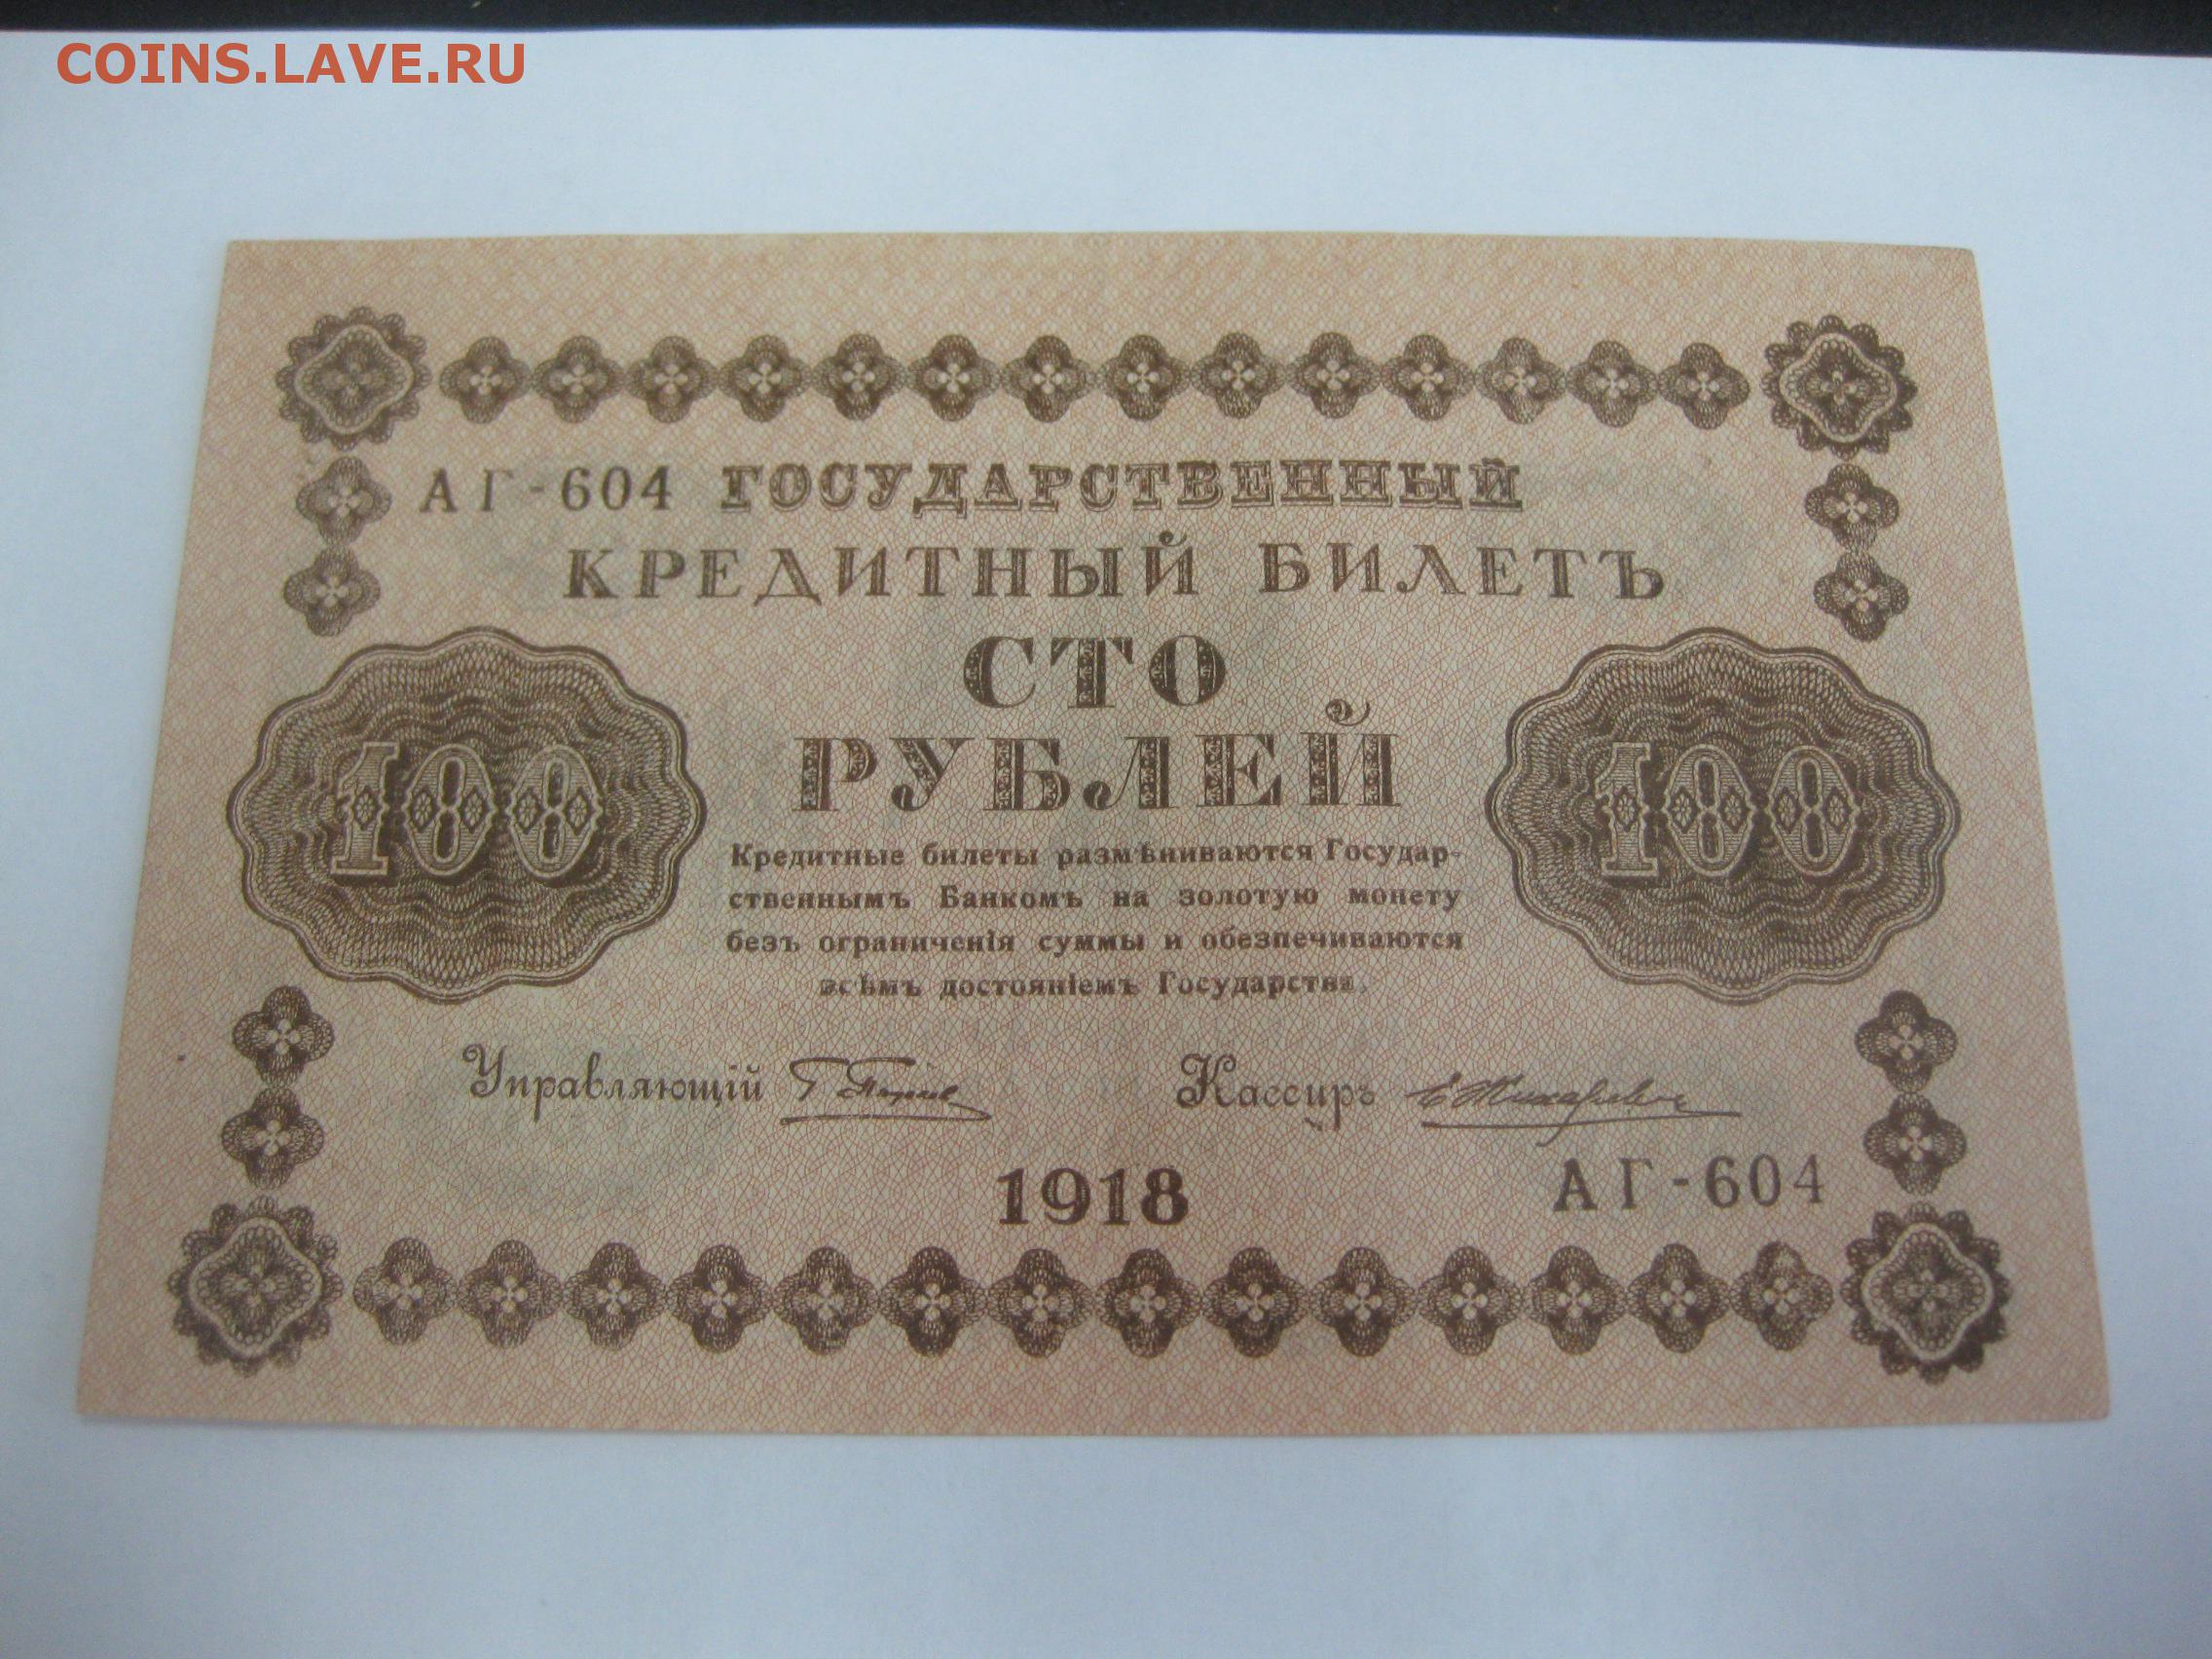 COINS.LAVE.RU
АГ-604 ГОСУДАРСТВЕННЫЙ
КРЕДИТНЫЙ БИЛЕТЪ
СТО
РУБЛЕЙ
100
100
Кредитные билеты размѣниваются Государ-
ственнымъ Банкомъ на золотую монету
безъ ограниченія суммы и обезпечиваются
всѣмъ достояніемъ Государства.
Управляющій
Кассиръ
1918
АГ-604